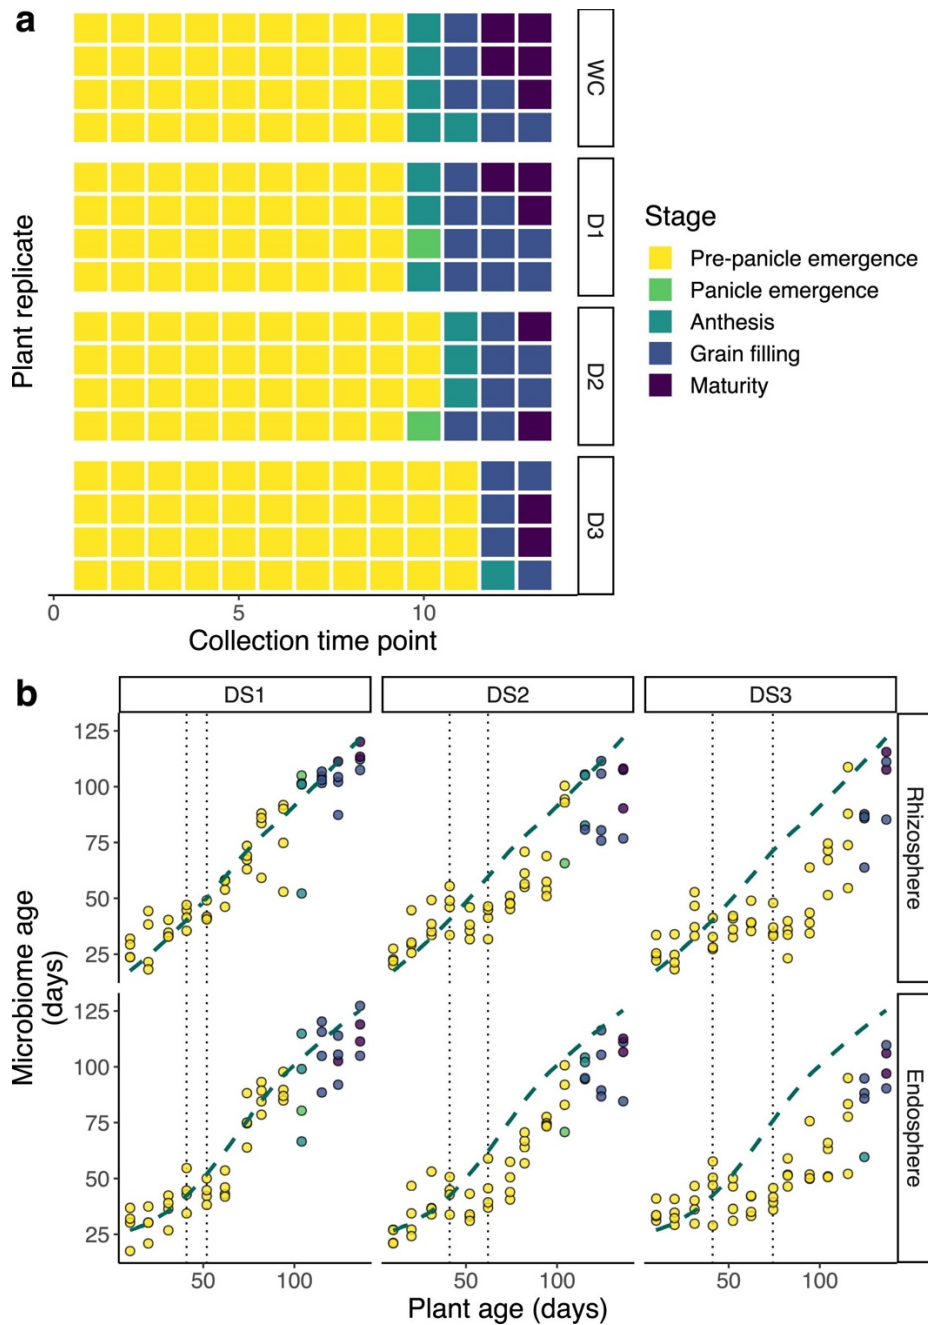 a
WC
D1
D2
D3
Plant replicate
0
5
10
Collection time point
Stage
Pre-panicle emergence
Panicle emergence
Anthesis
Grain filling
Maturity
b
DS1
DS2
DS3
125
100
75
50
25
Rhizosphere
125
100
75
50
25
Endosphere
Microbiome age
(days)
50
100
50
100
50
100
Plant age (days)